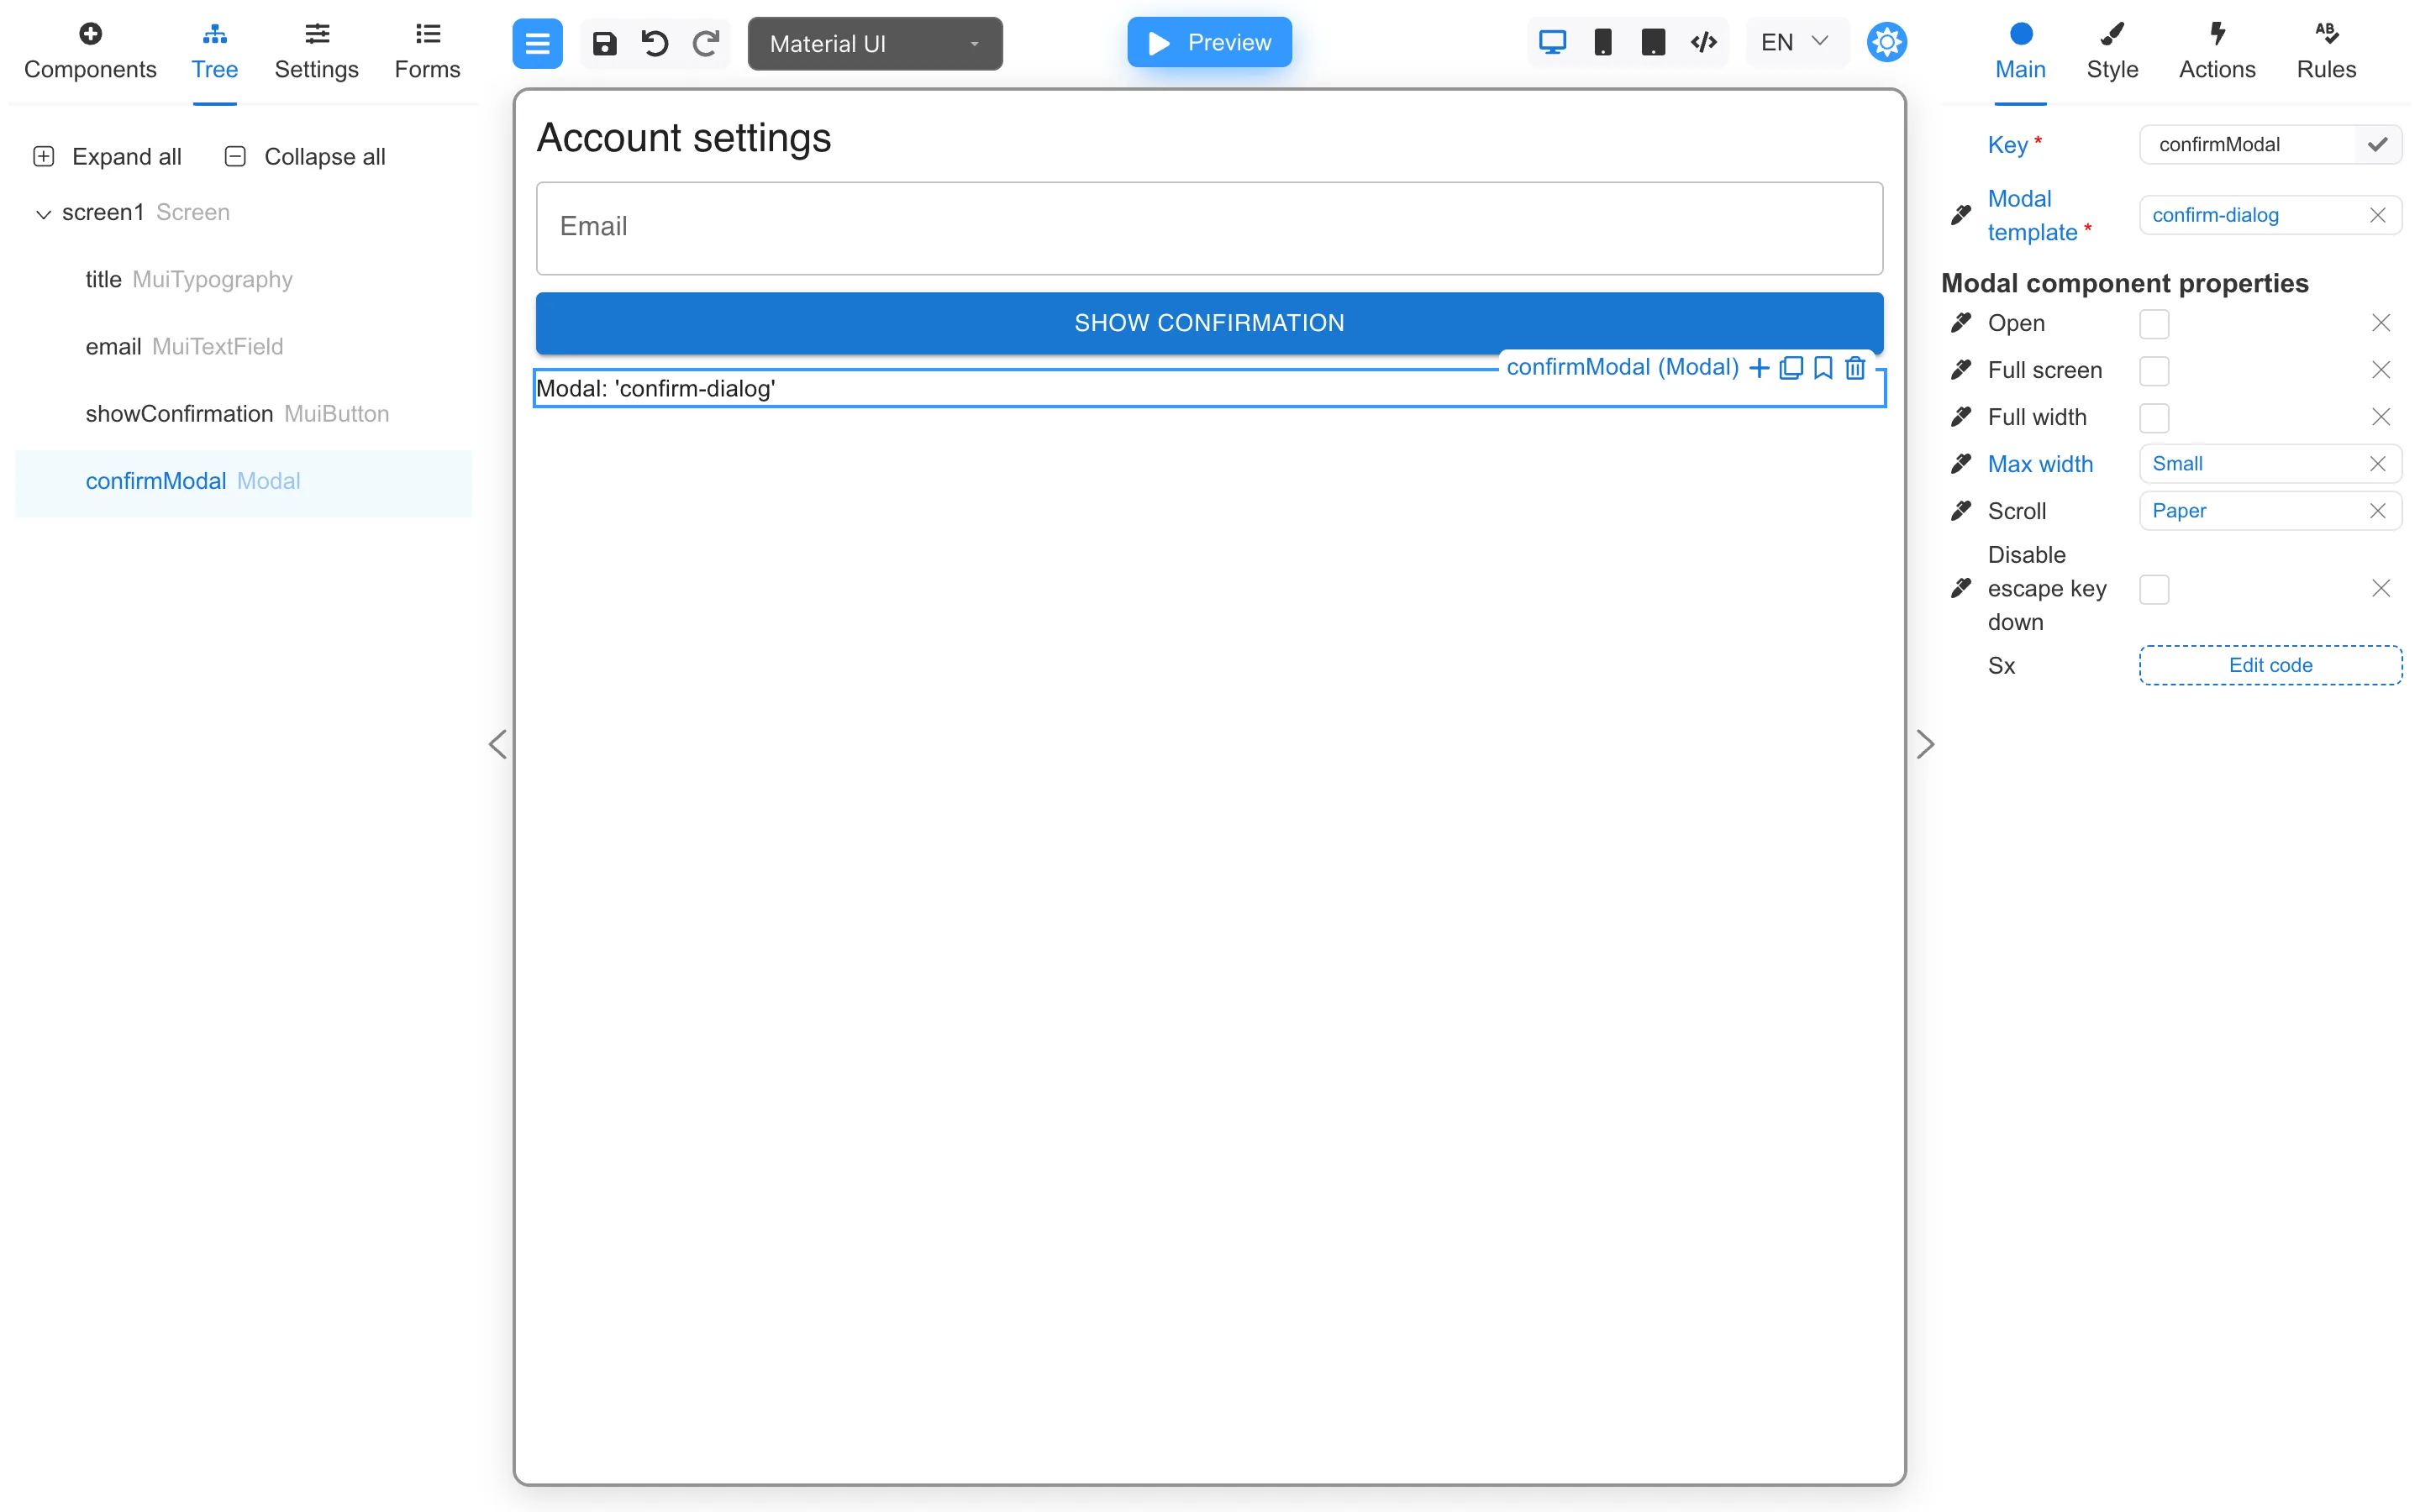 Components
Tree
Settings
Forms
Material UI
Preview
EN
Main
Style
Actions
Rules
Expand all
Collapse all
screen1 Screen
title MuiTypography
email MuiTextField
showConfirmation MuiButton
confirmModal Modal
Account settings
Email
SHOW CONFIRMATION
confirmModal (Modal)
Modal: 'confirm-dialog'
Key *
confirmModal
Modal
template *
confirm-dialog
Modal component properties
Open
Full screen
Full width
Max width
Small
Scroll
Paper
Disable
escape key
down
Sx
Edit code